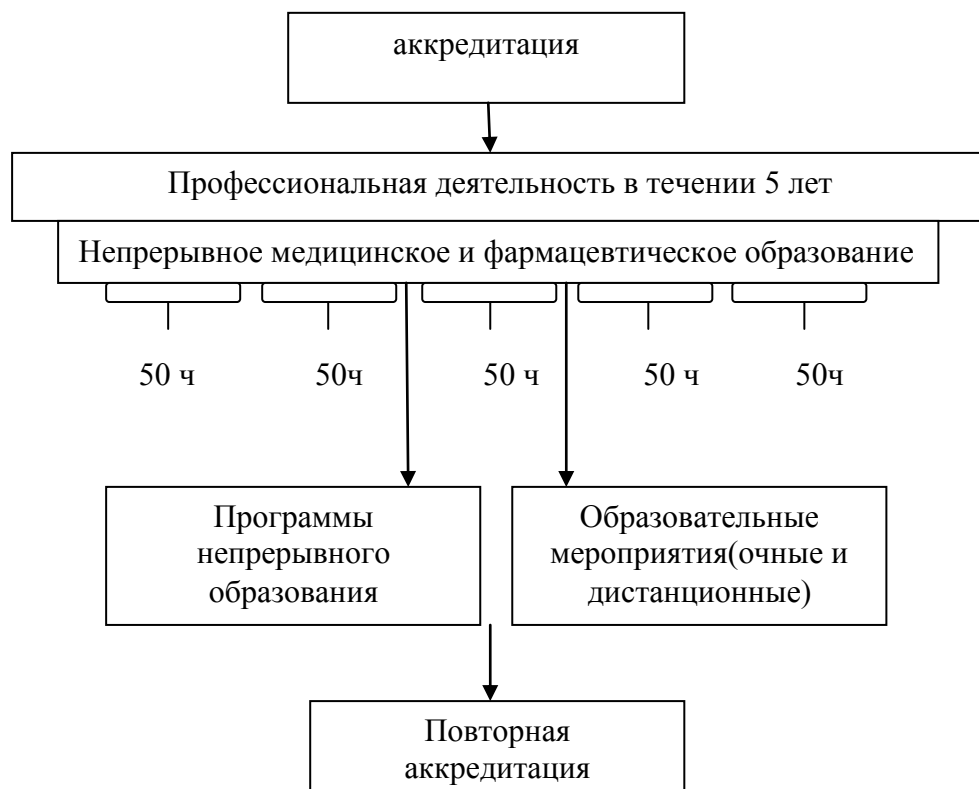 аккредитация
Профессиональная деятельность в течении 5 лет
Непрерывное медицинское и фармацевтическое образование
50 ч 50ч 50 ч 50 ч 50ч
Программы
непрерывного
образования
Образовательные
мероприятия(очные и
дистанционные)
Повторная
аккредитация